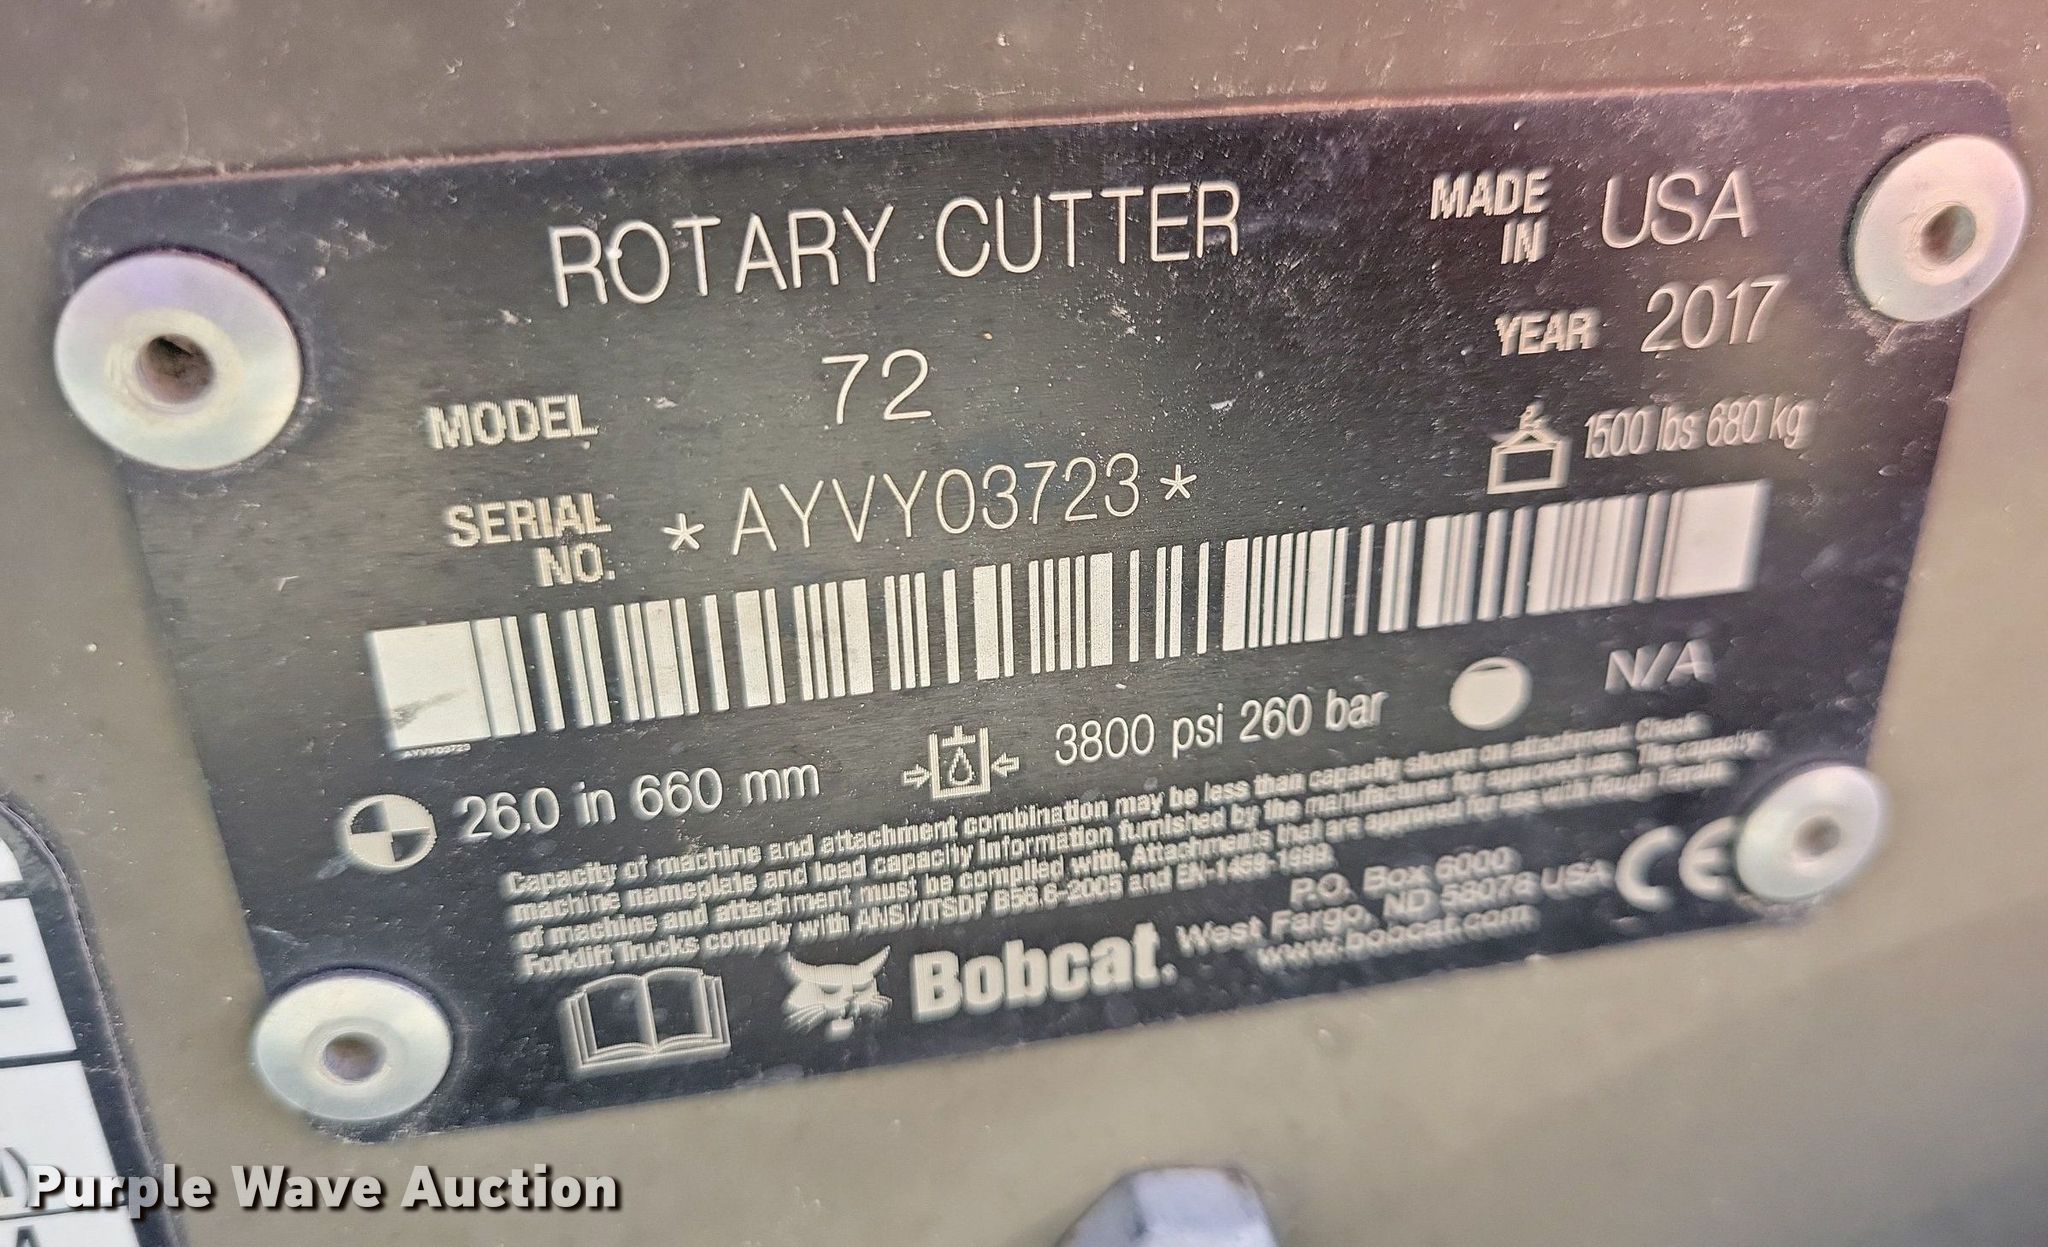 ROTARY CUTTER
MADE IN USA
YEAR 2017
MODEL 72
1500 lbs 680 kg
SERIAL NO. *AYVY03723*
AYVY03723
26.0 in 660 mm
3800 psi 260 bar
N/A
Capacity of machine and attachment combination may be less than capacity shown on attachment. Check
machine nameplate and load capacity information furnished by the manufacturer for approved use. The capacity
of machine and attachment must be complied with. Attachments that are approved for use with Rough Terrain
Forklift Trucks comply with ANSI/ITSDF B56.6-2005 and EN-1459-1999.
Bobcat.
P.O. Box 6000
West Fargo, ND 58078 USA
www.bobcat.com
CE
Purple Wave Auction